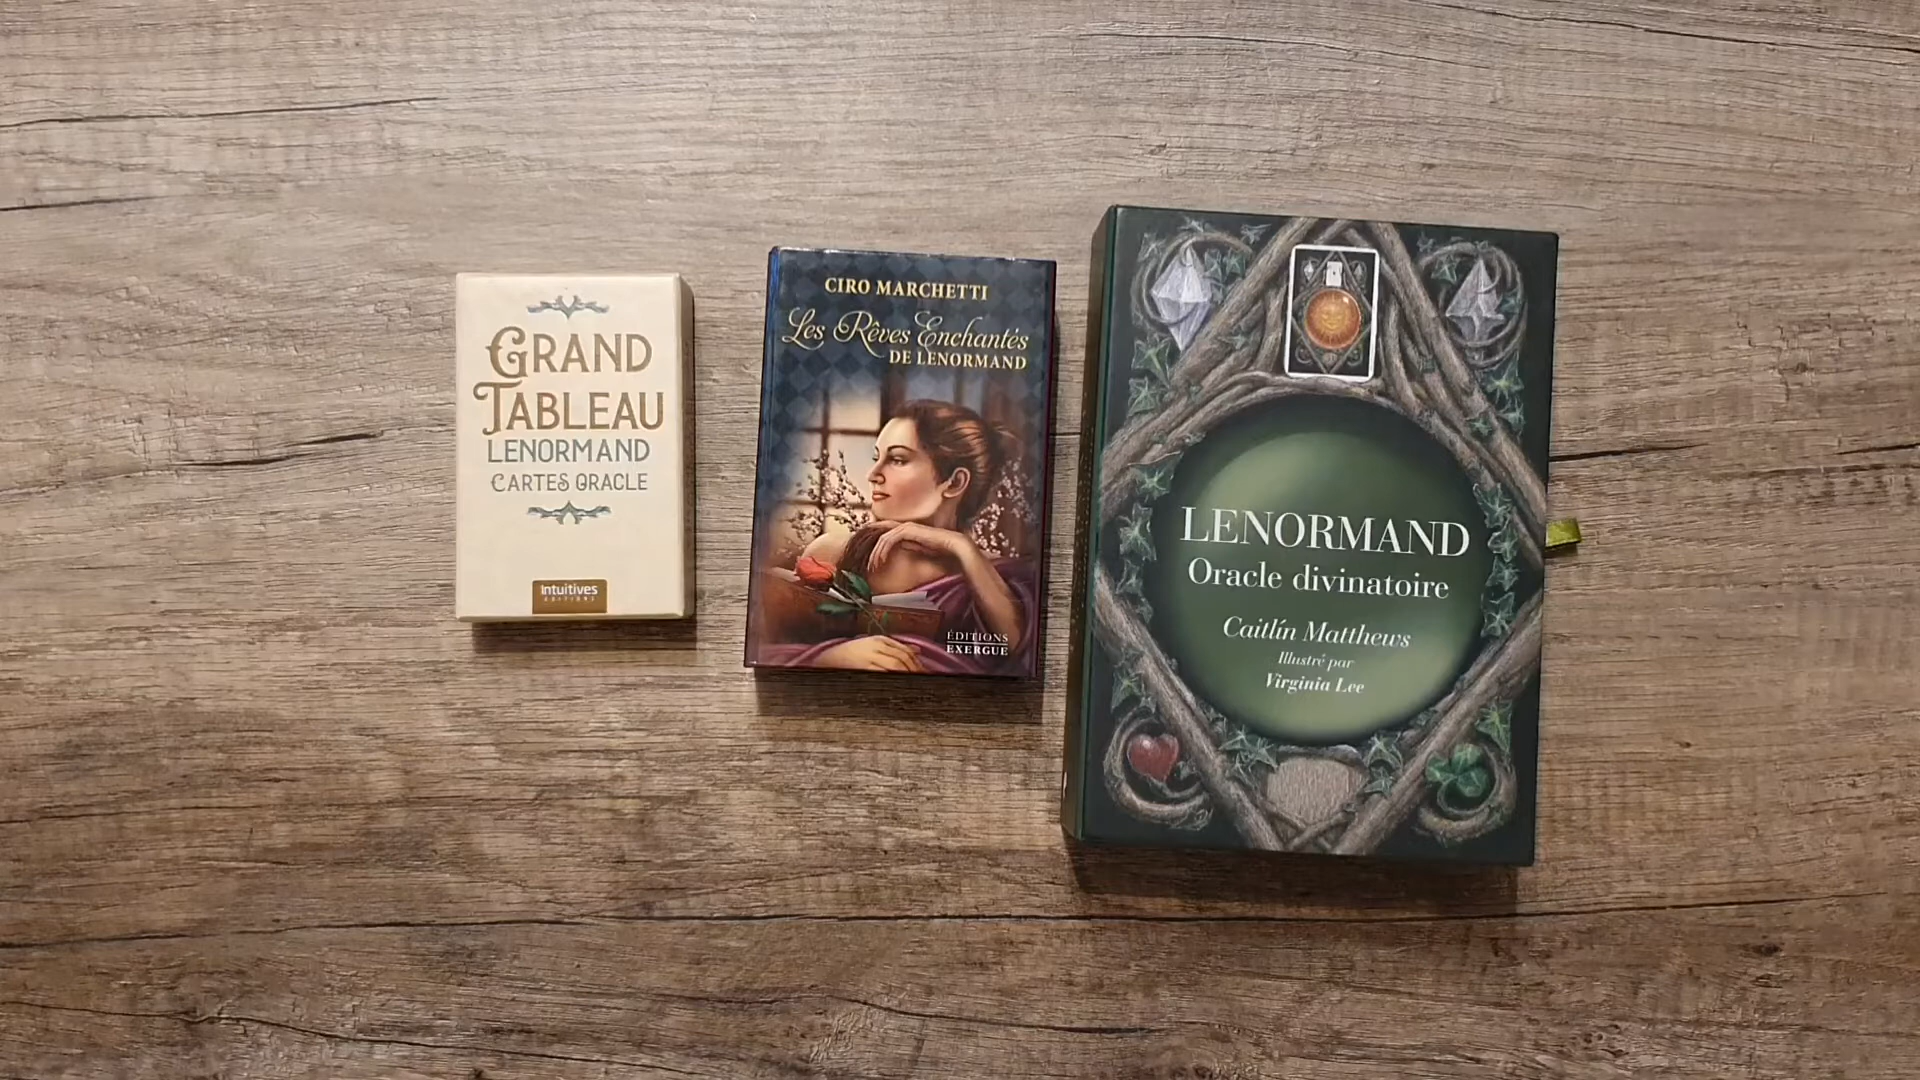 GRAND
TABLEAU
LENORMAND
CARTES ORACLE
intuitives
EDITIONS
CIRO MARCHETTI
Les Rêves Enchantés
DE LENORMAND
ÉDITIONS
EXERGUE
LENORMAND
Oracle divinatoire
Caitlín Matthews
Illustré par
Virginia Lee